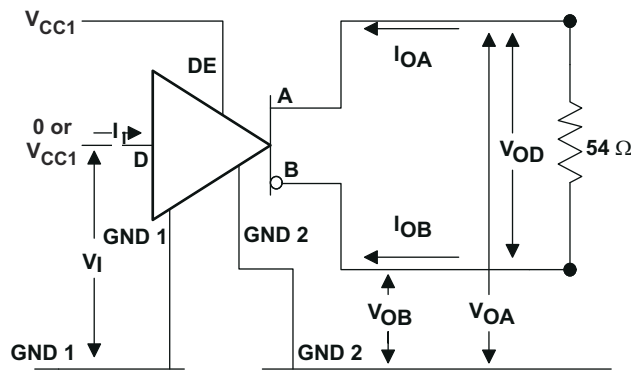 VCC1
DE
A
IOA
0 or
VCC1
II
D
B
VOD
54 Ω
GND 1
GND 2
IOB
VI
VOB
VOA
GND 1
GND 2